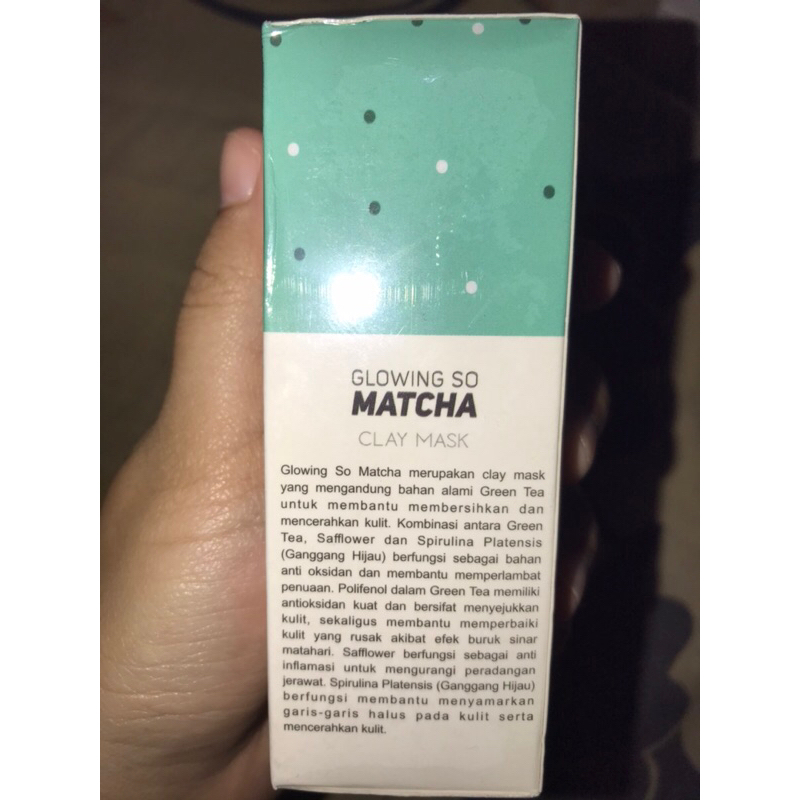 GLOWING SO
MATCHA
CLAY MASK
Glowing So Matcha merupakan clay mask
yang mengandung bahan alami Green Tea
untuk membantu membersihkan dan
mencerahkan kulit. Kombinasi antara Green
Tea, Safflower dan Spirulina Platensis
(Ganggang Hijau) berfungsi sebagai bahan
anti oksidan dan membantu memperlambat
penuaan. Polifenol dalam Green Tea memiliki
antioksidan kuat dan bersifat menyejukkan
kulit, sekaligus membantu memperbaiki
kulit yang rusak akibat efek buruk sinar
matahari. Safflower berfungsi sebagai anti
inflamasi untuk mengurangi peradangan
jerawat. Spirulina Platensis (Ganggang Hijau)
berfungsi membantu menyamarkan
garis-garis halus pada kulit serta
mencerahkan kulit.